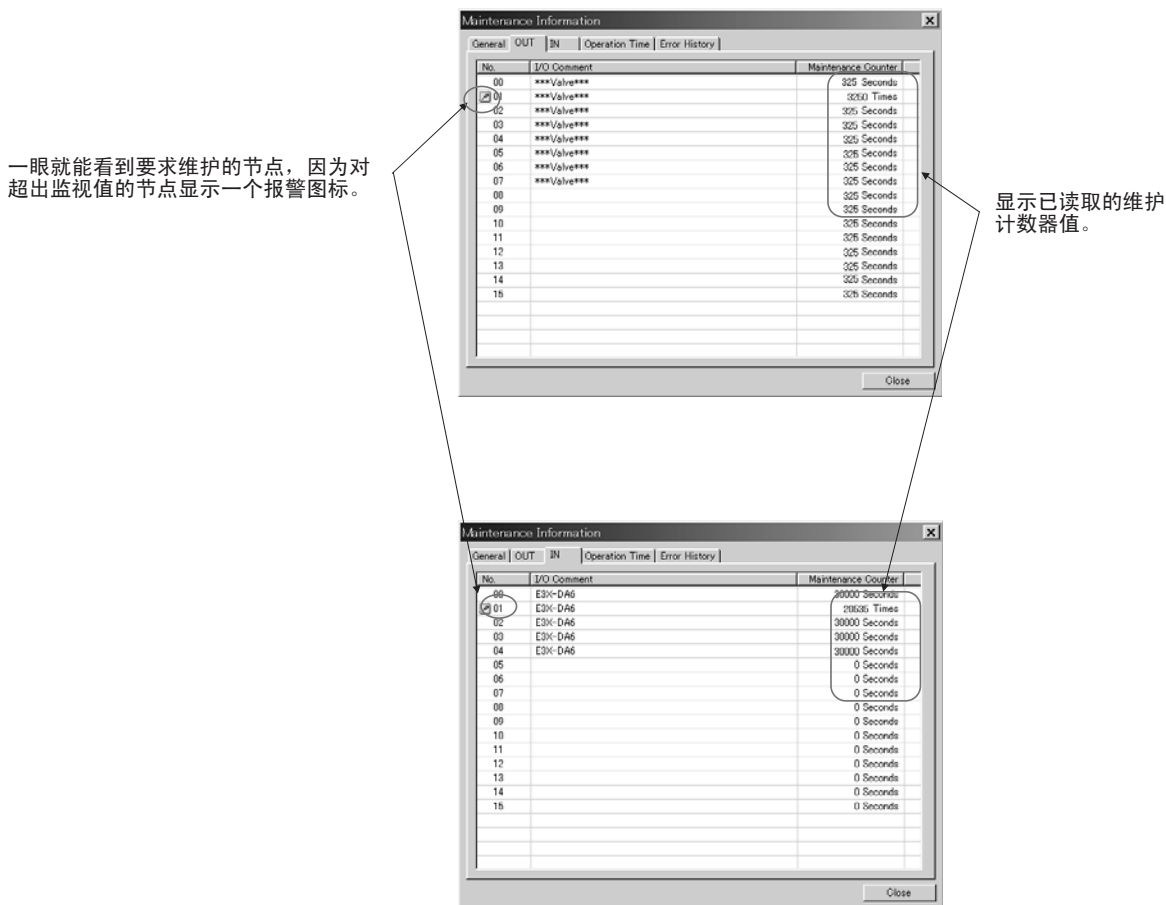 Maintenance Information
General OUT IN Operation Time Error History
No. I/O Comment Maintenance Counter
00 ***Valve*** 325 Seconds
01 ***Valve*** 3250 Times
02 ***Valve*** 325 Seconds
03 ***Valve*** 325 Seconds
04 ***Valve*** 325 Seconds
05 ***Valve*** 325 Seconds
06 ***Valve*** 325 Seconds
07 ***Valve*** 325 Seconds
08 325 Seconds
09 325 Seconds
10 325 Seconds
11 325 Seconds
12 325 Seconds
13 325 Seconds
14 325 Seconds
15 325 Seconds
Close
一眼就能看到要求维护的节点，因为对
超出监视值的节点显示一个报警图标。
显示已读取的维护
计数器值。
Maintenance Information
General OUT IN Operation Time Error History
No. I/O Comment Maintenance Counter
00 E3X-DA6 30000 Seconds
01 E3X-DA6 20535 Times
02 E3X-DA6 30000 Seconds
03 E3X-DA6 30000 Seconds
04 E3X-DA6 30000 Seconds
05 0 Seconds
06 0 Seconds
07 0 Seconds
08 0 Seconds
09 0 Seconds
10 0 Seconds
11 0 Seconds
12 0 Seconds
13 0 Seconds
14 0 Seconds
15 0 Seconds
Close